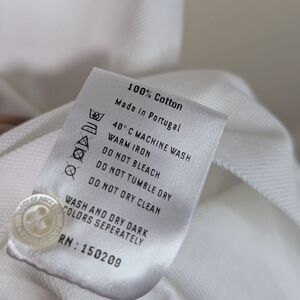 100% Cotton
Made in Portugal
40°C MACHINE WASH
WARM IRON
DO NOT BLEACH
DO NOT TUMBLE DRY
DO NOT DRY CLEAN
WASH AND DRY DARK
COLORS SEPERATELY
RN: 150209